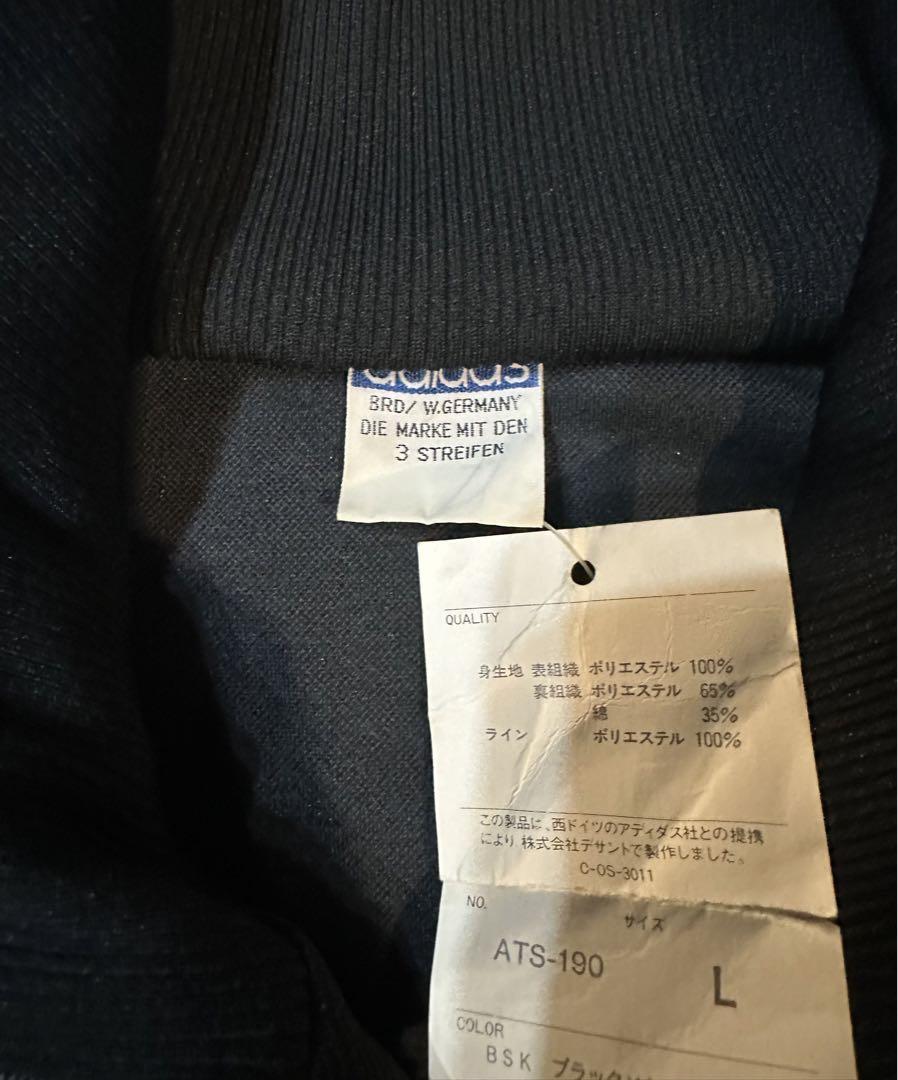 adidas
BRD/ W.GERMANY
DIE MARKE MIT DEN
3 STREIFEN
QUALITY
身生地 表組織 ポリエステル 100%
裏組織 ポリエステル 65%
綿 35%
ライン ポリエステル 100%
この製品は、西ドイツのアディダス社との提携
により 株式会社デサントで製作しました。
C-OS-3011
NO.
サイズ
ATS-190
L
COLOR
BSK ブラック